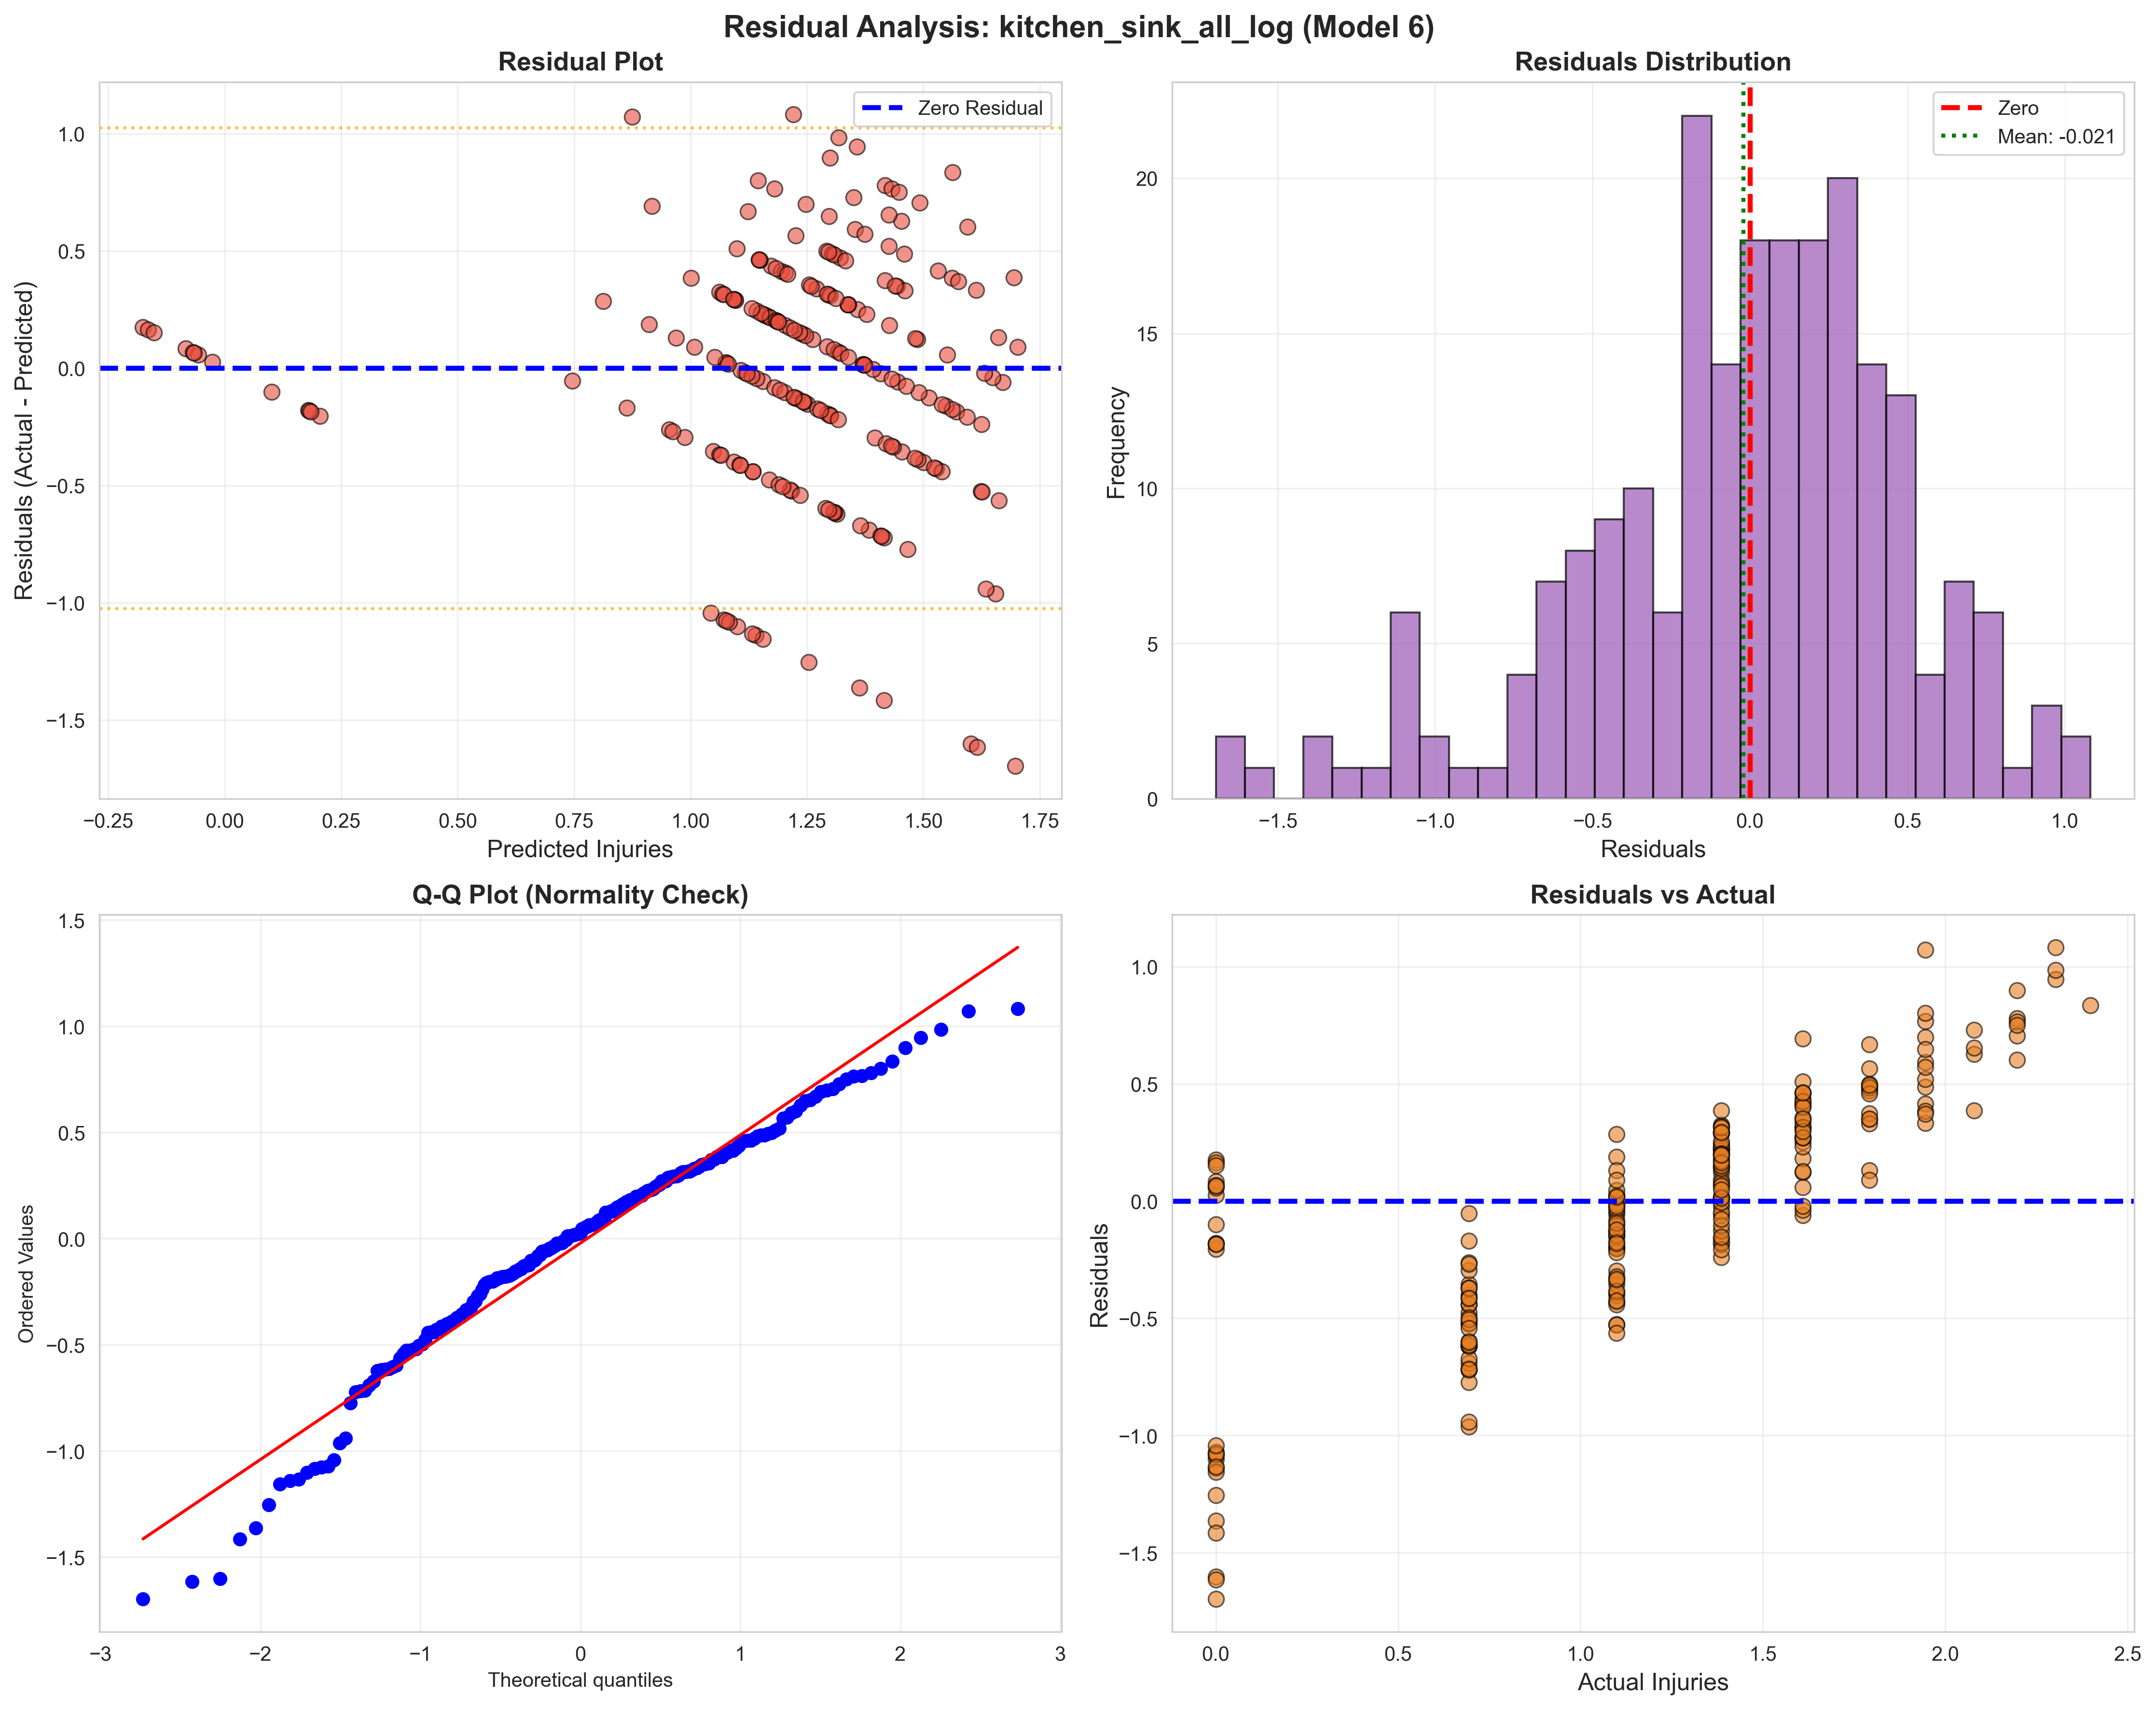 Residual Analysis: kitchen_sink_all_log (Model 6)
Residual Plot
Zero Residual
1.0
0.5
0.0
−0.5
−1.0
−1.5
Residuals (Actual - Predicted)
−0.25 0.00 0.25 0.50 0.75 1.00 1.25 1.50 1.75
Predicted Injuries
Residuals Distribution
Zero
Mean: -0.021
20
15
10
5
0
Frequency
−1.5 −1.0 −0.5 0.0 0.5 1.0
Residuals
Q-Q Plot (Normality Check)
1.5
1.0
0.5
0.0
−0.5
−1.0
−1.5
Ordered Values
−3 −2 −1 0 1 2 3
Theoretical quantiles
Residuals vs Actual
1.0
0.5
0.0
−0.5
−1.0
−1.5
Residuals
0.0 0.5 1.0 1.5 2.0 2.5
Actual Injuries